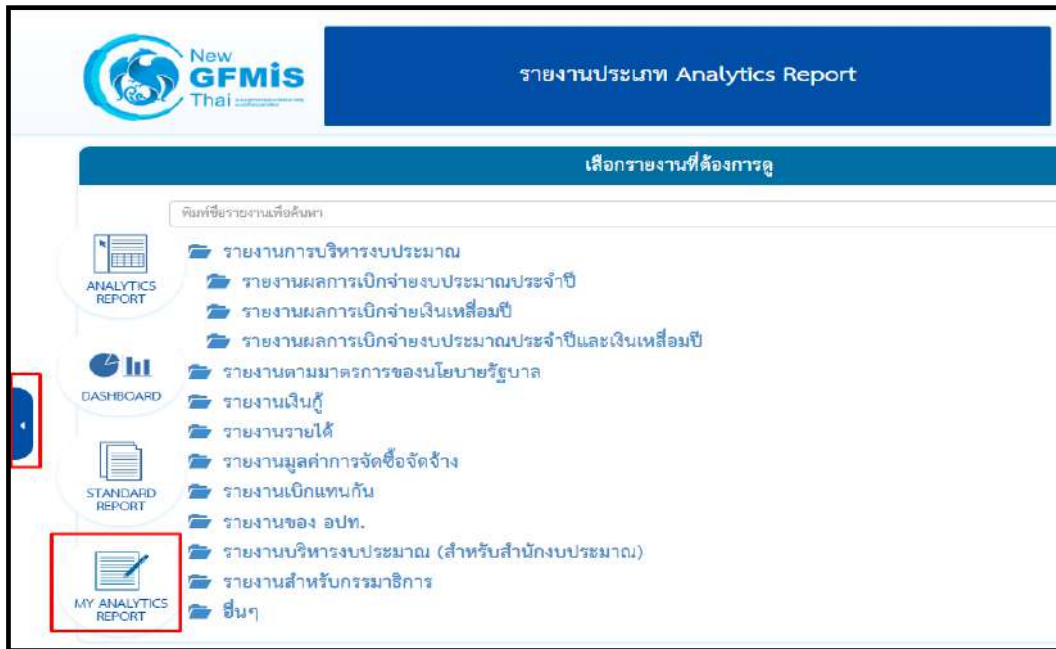 New
GFMiS
Thai
รายงานประเภท Analytics Report
เลือกรายงานที่ต้องการดู
พิมพ์ชื่อรายงานเพื่อค้นหา
ANALYTICS
REPORT
DASHBOARD
STANDARD
REPORT
MY ANALYTICS
REPORT
รายงานการบริหารงบประมาณ
รายงานผลการเบิกจ่ายงบประมาณประจำปี
รายงานผลการเบิกจ่ายเงินเหลื่อมปี
รายงานผลการเบิกจ่ายงบประมาณประจำปีและเงินเหลื่อมปี
รายงานตามมาตรการของนโยบายรัฐบาล
รายงานเงินกู้
รายงานรายได้
รายงานมูลค่าการจัดซื้อจัดจ้าง
รายงานเบิกแทนกัน
รายงานของ อปท.
รายงานบริหารงบประมาณ (สำหรับสำนักงบประมาณ)
รายงานสำหรับกรรมาธิการ
อื่นๆ